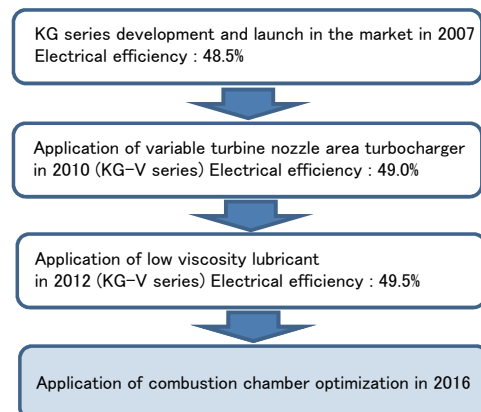 KG series development and launch in the market in 2007
Electrical efficiency : 48.5%
Application of variable turbine nozzle area turbocharger
in 2010 (KG-V series) Electrical efficiency : 49.0%
Application of low viscosity lubricant
in 2012 (KG-V series) Electrical efficiency : 49.5%
Application of combustion chamber optimization in 2016